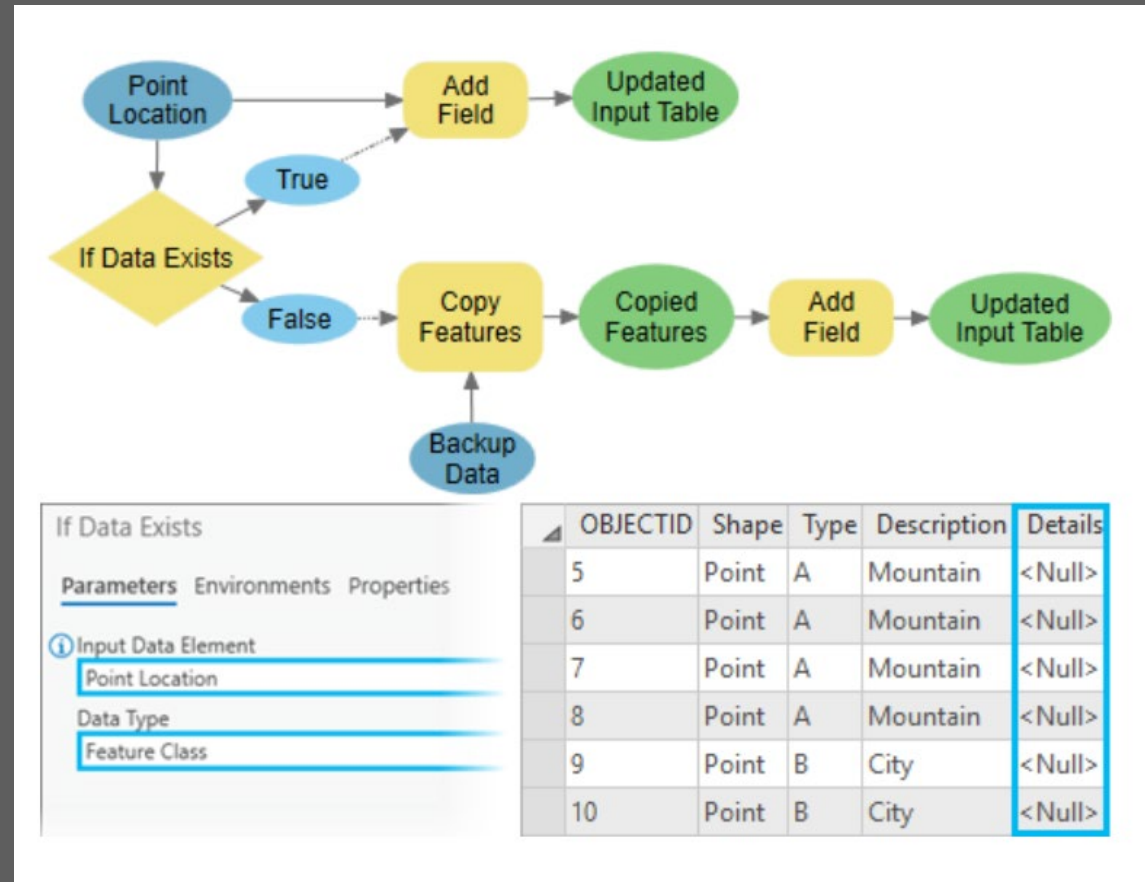 Point
Location
Add
Field
Updated
Input Table
True
If Data Exists
False
Copy
Features
Copied
Features
Add
Field
Updated
Input Table
Backup
Data
If Data Exists
Parameters Environments Properties
Input Data Element
Point Location
Data Type
Feature Class
OBJECTID Shape Type Description Details
5 Point A Mountain <Null>
6 Point A Mountain <Null>
7 Point A Mountain <Null>
8 Point A Mountain <Null>
9 Point B City <Null>
10 Point B City <Null>